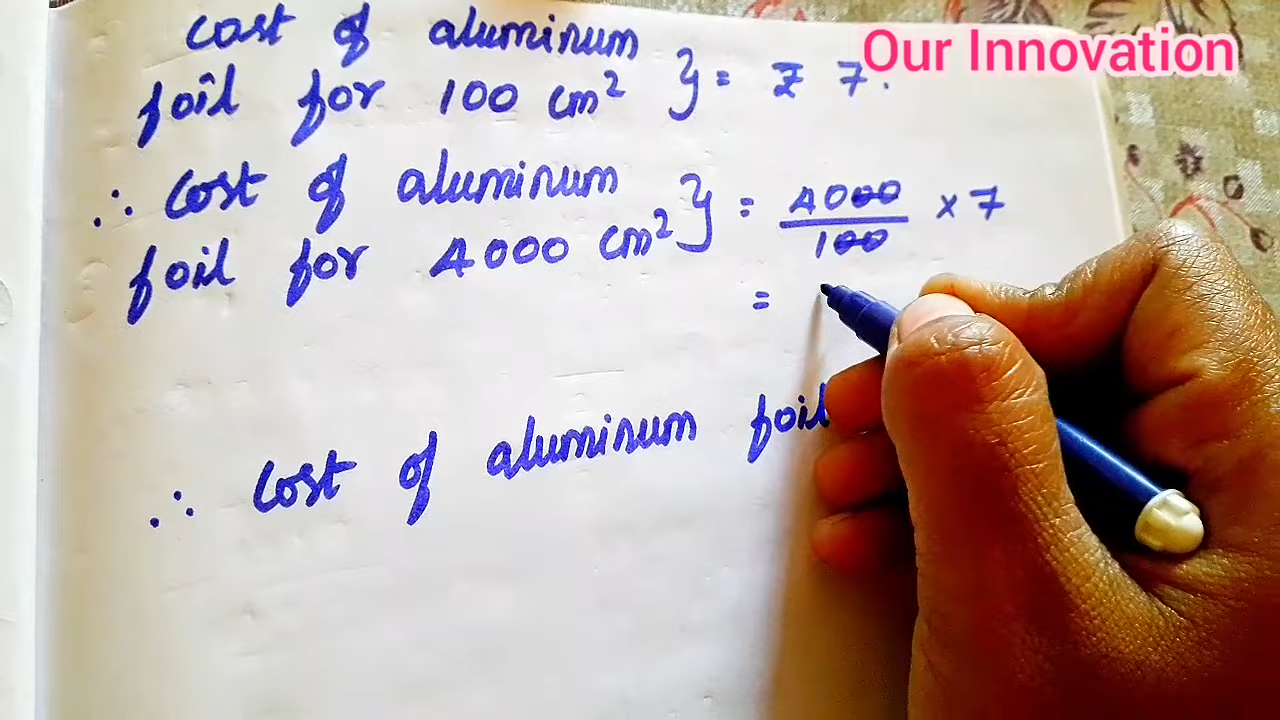 Our Innovation
cost of aluminum
foil for 100 cm² } = ₹ 7.
∴ cost of aluminum
foil for 4000 cm² } = 4000/100 × 7
=
∴ cost of aluminum foil